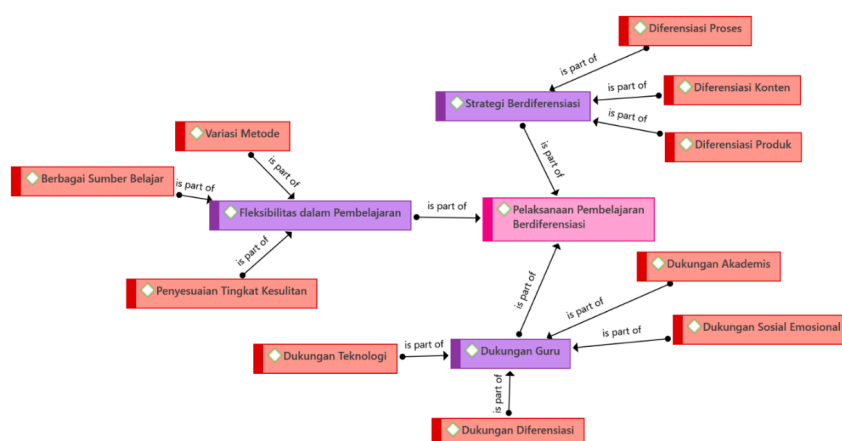 Diferensiasi Proses
is part of
Strategi Berdiferensiasi
Diferensiasi Konten
is part of
is part of
Diferensiasi Produk
Variasi Metode
is part of
is part of
Berbagai Sumber Belajar
is part of
Fleksibilitas dalam Pembelajaran
is part of
Pelaksanaan Pembelajaran
Berdiferensiasi
is part of
Penyesuaian Tingkat Kesulitan
is part of
Dukungan Akademis
is part of
Dukungan Sosial Emosional
is part of
Dukungan Teknologi
is part of
Dukungan Guru
is part of
Dukungan Diferensiasi